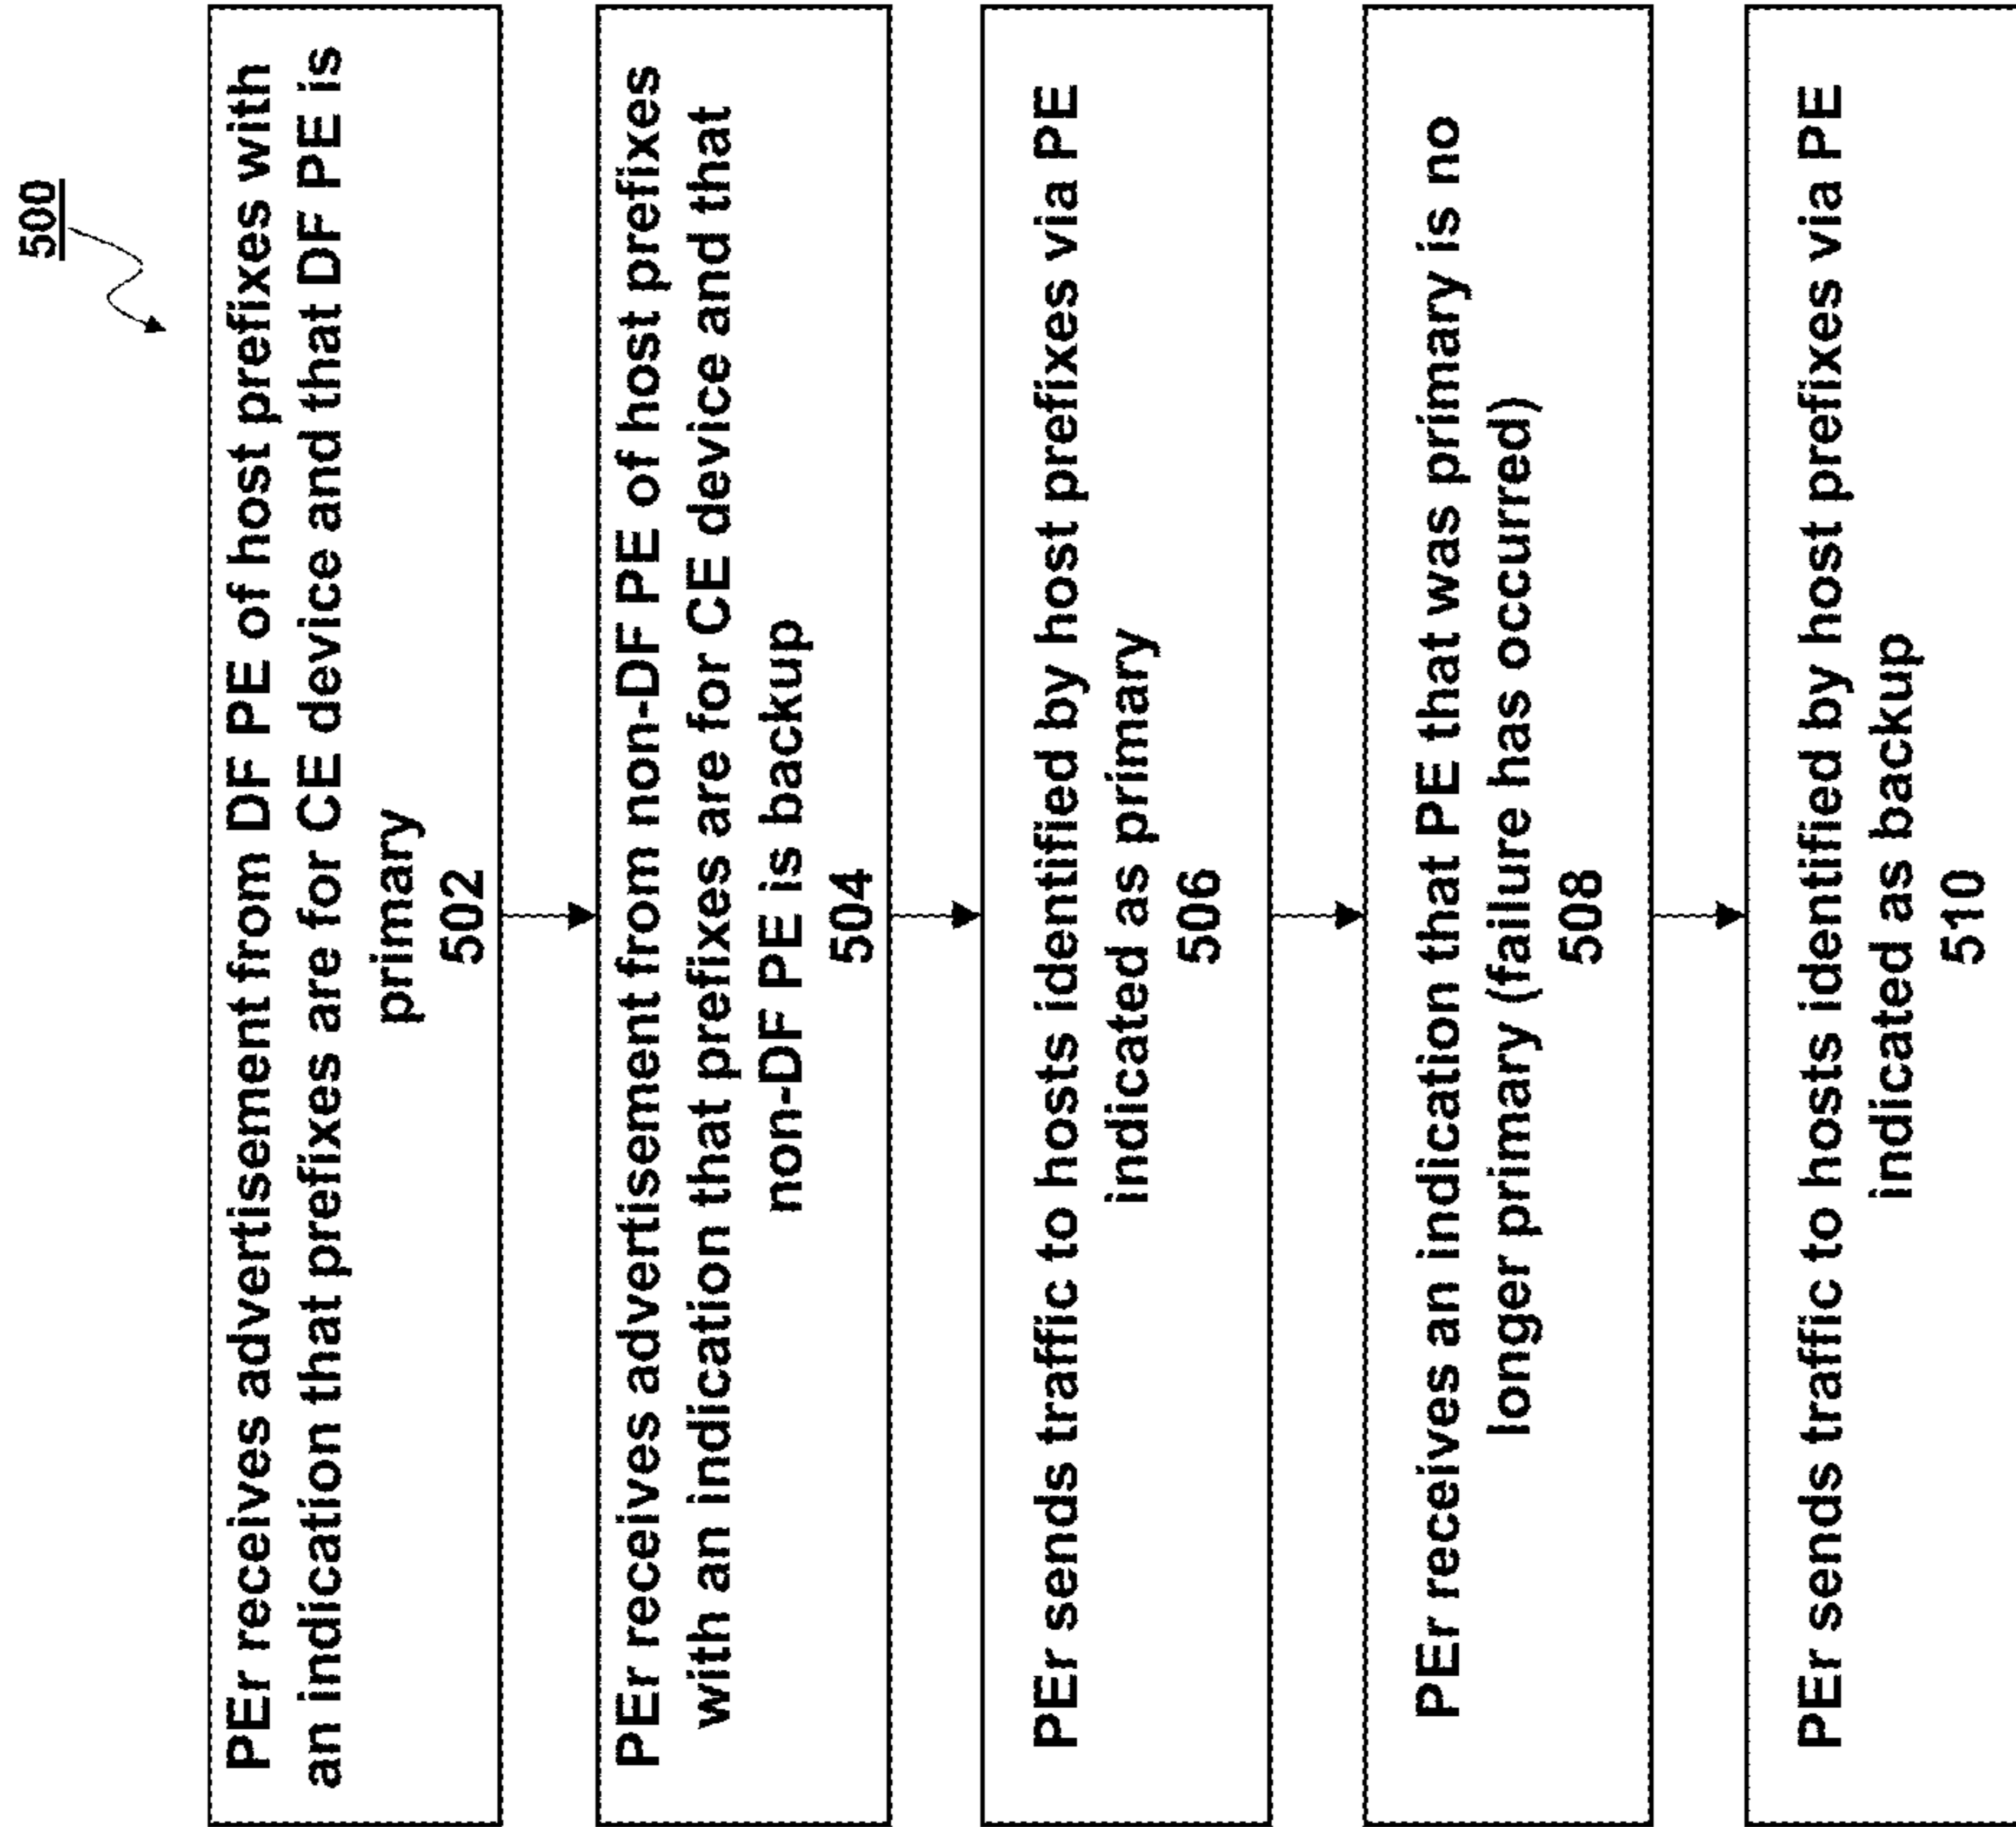 500
PEr receives advertisement from DF PE of host prefixes with
an indication that prefixes are for CE device and that DF PE is
primary
502
PEr receives advertisement from non-DF PE of host prefixes
with an indication that prefixes are for CE device and that
non-DF PE is backup
504
PEr sends traffic to hosts identified by host prefixes via PE
indicated as primary
506
PEr receives an indication that PE that was primary is no
longer primary (failure has occurred)
508
PEr sends traffic to hosts identified by host prefixes via PE
indicated as backup
510